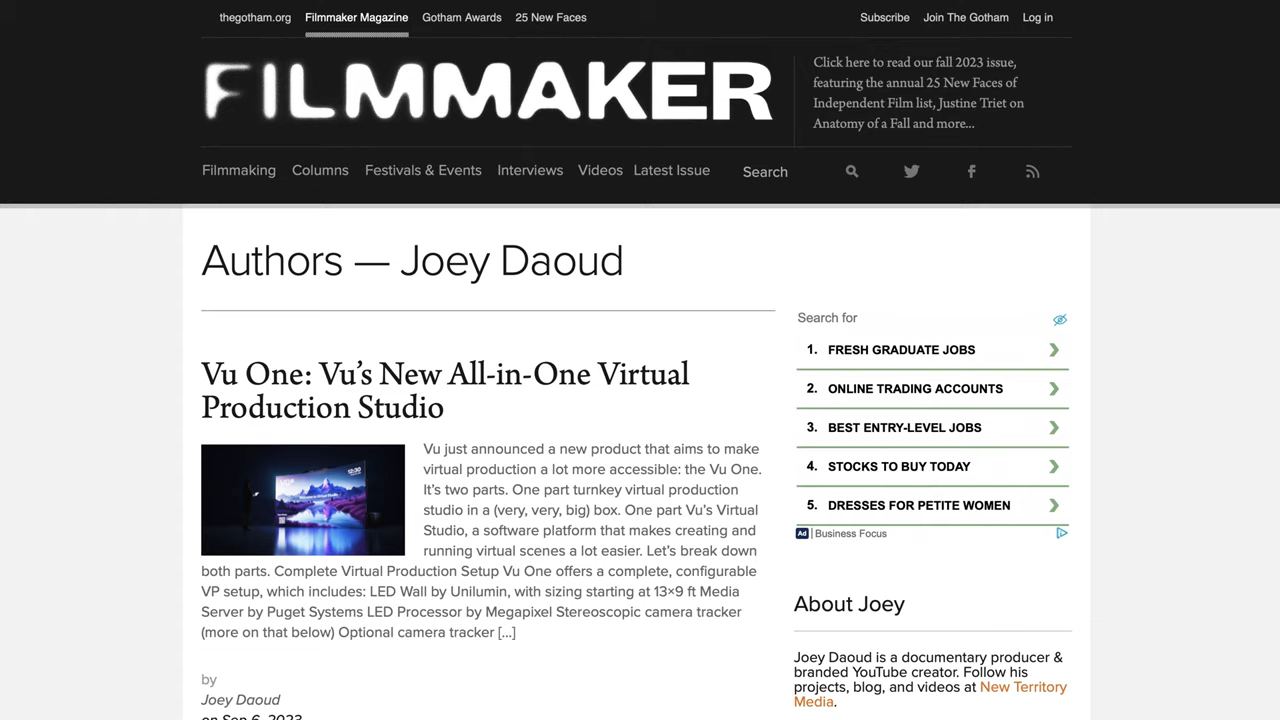 thegotham.org Filmmaker Magazine Gotham Awards 25 New Faces Subscribe Join The Gotham Log in
FILMMAKER
Click here to read our fall 2023 issue,
featuring the annual 25 New Faces of
Independent Film list, Justine Triet on
Anatomy of a Fall and more...
Filmmaking Columns Festivals & Events Interviews Videos Latest Issue Search
Authors — Joey Daoud
Vu One: Vu's New All-in-One Virtual
Production Studio
Vu just announced a new product that aims to make
virtual production a lot more accessible: the Vu One.
It's two parts. One part turnkey virtual production
studio in a (very, very, big) box. One part Vu's Virtual
Studio, a software platform that makes creating and
running virtual scenes a lot easier. Let's break down
both parts. Complete Virtual Production Setup Vu One offers a complete, configurable
VP setup, which includes: LED Wall by Unilumin, with sizing starting at 13×9 ft Media
Server by Puget Systems LED Processor by Megapixel Stereoscopic camera tracker
(more on that below) Optional camera tracker [...]
by
Joey Daoud
on Sep 6, 2023
Search for
1. FRESH GRADUATE JOBS
2. ONLINE TRADING ACCOUNTS
3. BEST ENTRY-LEVEL JOBS
4. STOCKS TO BUY TODAY
5. DRESSES FOR PETITE WOMEN
Ad | Business Focus
About Joey
Joey Daoud is a documentary producer &
branded YouTube creator. Follow his
projects, blog, and videos at New Territory
Media.